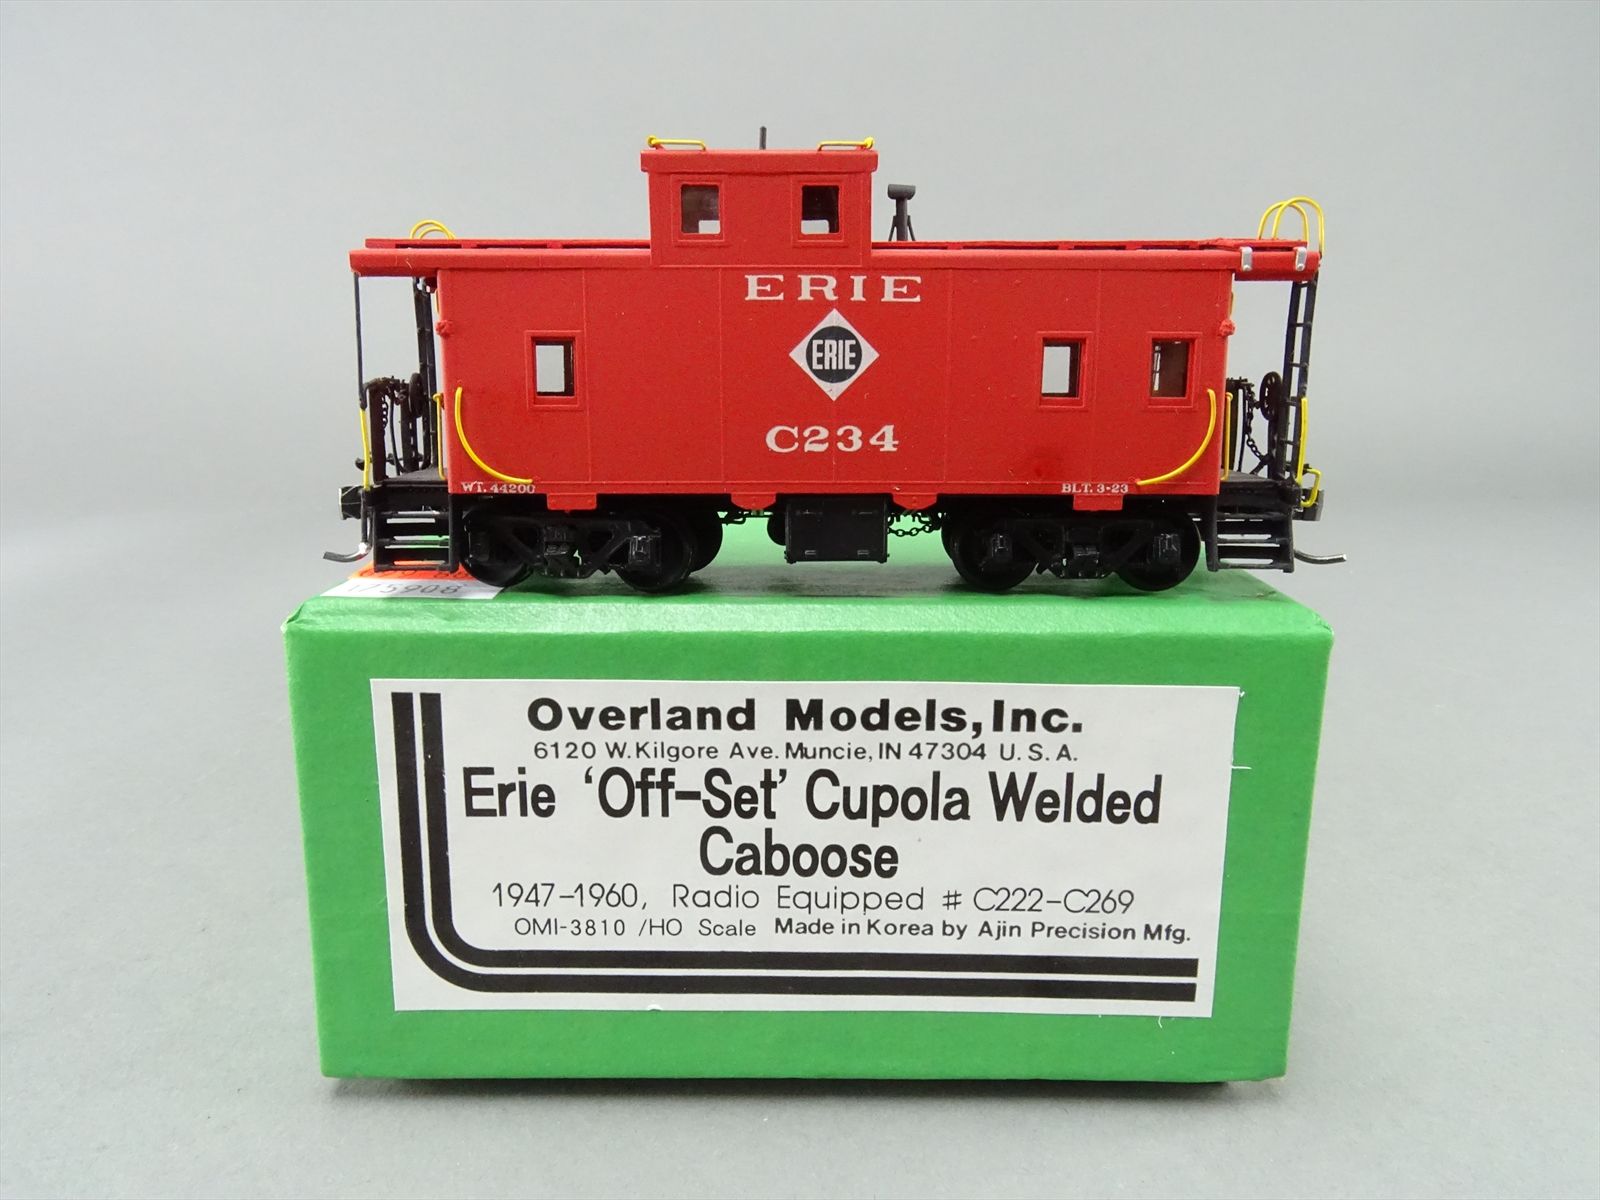 ERIE
ERIE
C234
WT. 44200
BLT. 3-23
175908
Overland Models, Inc.
6120 W. Kilgore Ave. Muncie, IN 47304 U. S. A.
Erie ‘Off-Set’ Cupola Welded
Caboose
1947-1960, Radio Equipped # C222-C269
OMI-3810 /HO Scale Made in Korea by Ajin Precision Mfg.